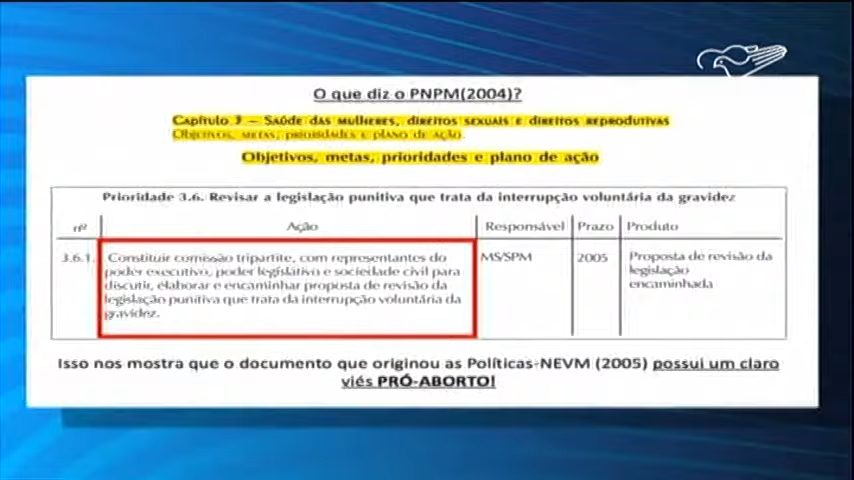 O que diz o PNPM(2004)?
Capítulo 3 – Saúde das mulheres, direitos sexuais e direitos reprodutivas
Objetivos, metas, prioridades e plano de ação.
Objetivos, metas, prioridades e plano de ação
Prioridade 3.6. Revisar a legislação punitiva que trata da interrupção voluntária da gravidez
nº Ação Responsável Prazo Produto
3.6.1. Constituir comissão tripartite, com representantes do MS/SPM 2005 Proposta de revisão da
poder executivo, poder legislativo e sociedade civil para legislação
discutir, elaborar e encaminhar proposta de revisão da encaminhada
legislação punitiva que trata da interrupção voluntária da
gravidez.
Isso nos mostra que o documento que originou as Políticas-NEVM (2005) possui um claro
viés PRÓ-ABORTO!